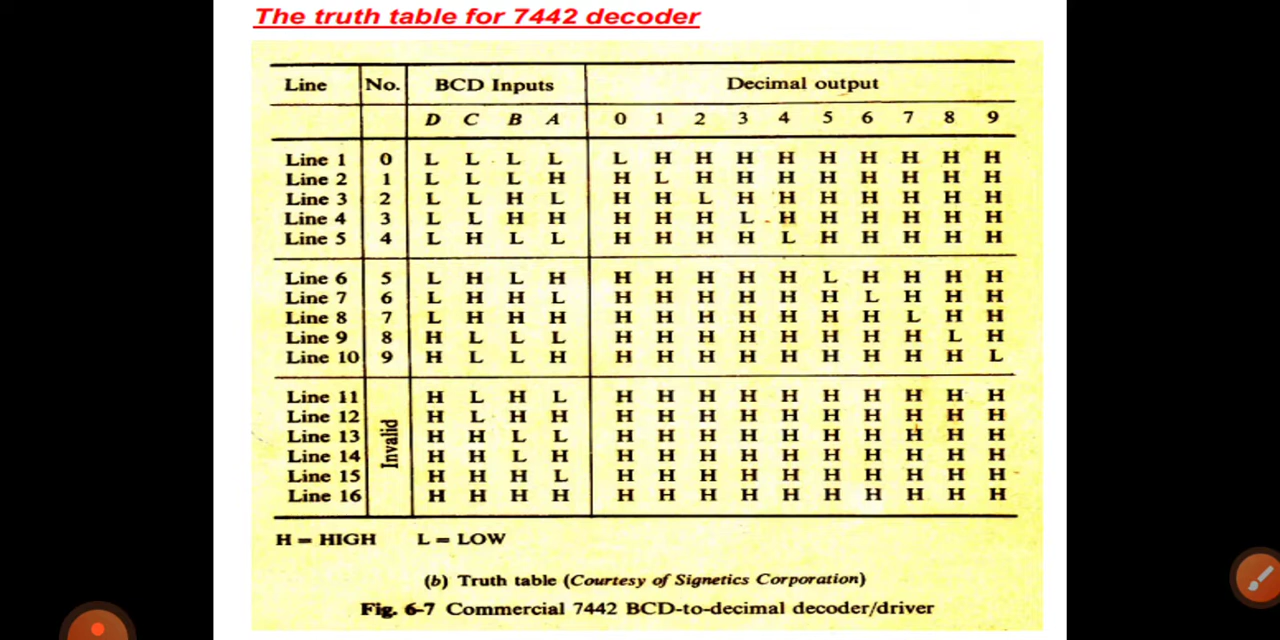 The truth table for 7442 decoder
Line No. BCD Inputs Decimal output
D C B A 0 1 2 3 4 5 6 7 8 9
Line 1 0 L L L L L H H H H H H H H H
Line 2 1 L L L H H L H H H H H H H H
Line 3 2 L L H L H H L H H H H H H H
Line 4 3 L L H H H H H L H H H H H H
Line 5 4 L H L L H H H H L H H H H H
Line 6 5 L H L H H H H H H L H H H H
Line 7 6 L H H L H H H H H H L H H H
Line 8 7 L H H H H H H H H H H L H H
Line 9 8 H L L L H H H H H H H H L H
Line 10 9 H L L H H H H H H H H H H L
Line 11 H L H L H H H H H H H H H H
Line 12 H L H H H H H H H H H H H H
Line 13 H H L L H H H H H H H H H H
Invalid
Line 14 H H L H H H H H H H H H H H
Line 15 H H H L H H H H H H H H H H
Line 16 H H H H H H H H H H H H H H
H = HIGH L = LOW
(b) Truth table (Courtesy of Signetics Corporation)
Fig. 6-7 Commercial 7442 BCD-to-decimal decoder/driver